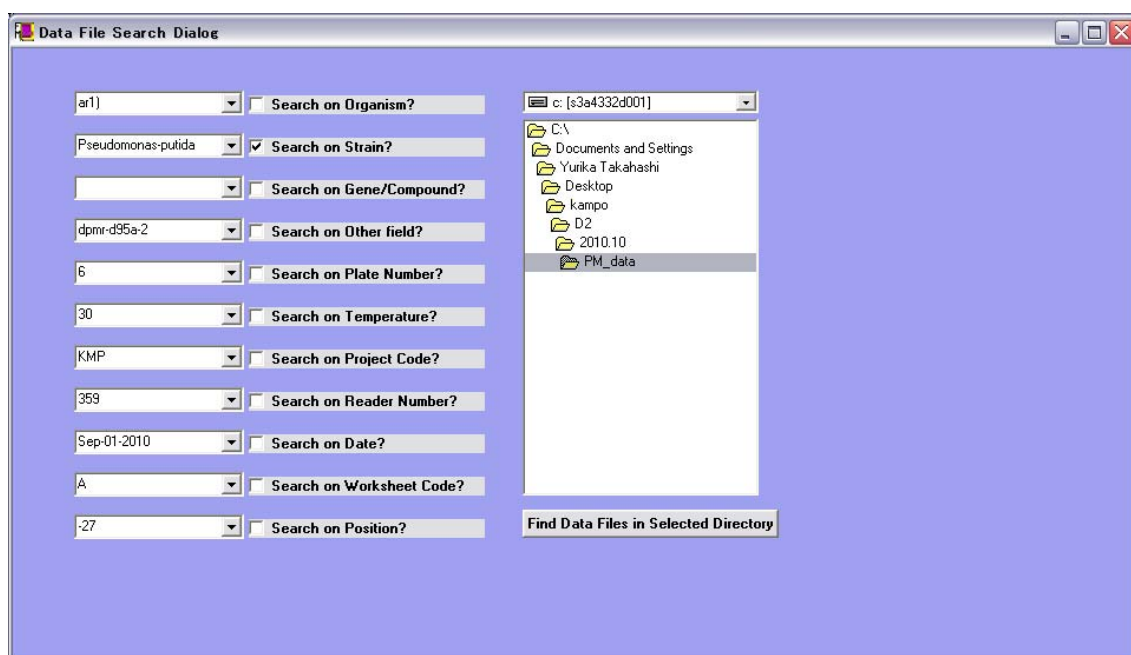 Data File Search Dialog
ar1)
Search on Organism?
Pseudomonas-putida
Search on Strain?
Search on Gene/Compound?
dpmr-d95a-2
Search on Other field?
6
Search on Plate Number?
30
Search on Temperature?
KMP
Search on Project Code?
359
Search on Reader Number?
Sep-01-2010
Search on Date?
A
Search on Worksheet Code?
-27
Search on Position?
c: [s3a4332d001]
C:\
Documents and Settings
Yurika Takahashi
Desktop
kampo
D2
2010.10
PM_data
Find Data Files in Selected Directory